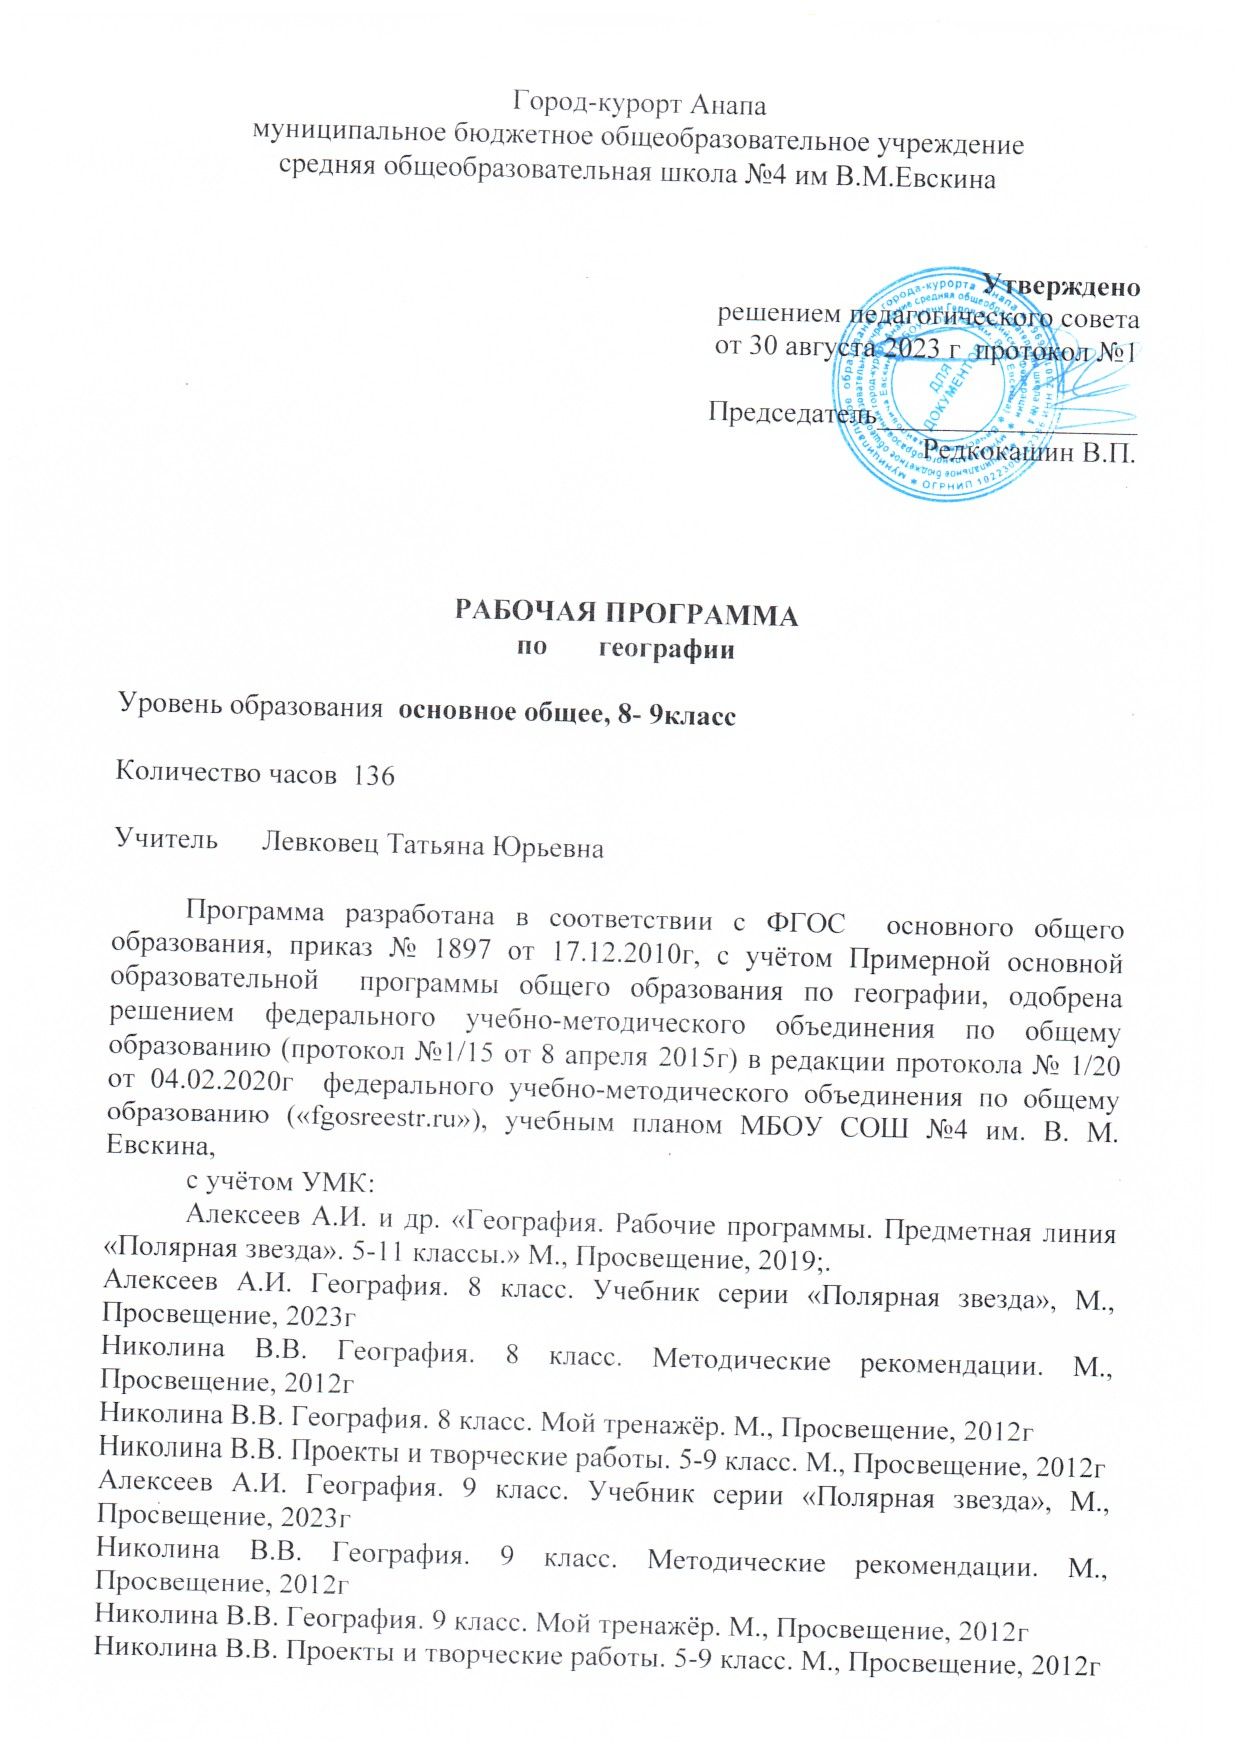 Город-курорт Анапа
муниципальное бюджетное общеобразовательное учреждение
средняя общеобразовательная школа №4 им В.М.Евскина
Утверждено
решением педагогического совета
от 30 августа 2023 г протокол №1
Председатель__________________
Редкокашин В.П.
ДЛЯ
ДОКУМЕНТОВ
РАБОЧАЯ ПРОГРАММА
по географии
Уровень образования основное общее, 8- 9класс
Количество часов 136
Учитель Левковец Татьяна Юрьевна
Программа разработана в соответствии с ФГОС основного общего
образования, приказ № 1897 от 17.12.2010г, с учётом Примерной основной
образовательной программы общего образования по географии, одобрена
решением федерального учебно-методического объединения по общему
образованию (протокол №1/15 от 8 апреля 2015г) в редакции протокола № 1/20
от 04.02.2020г федерального учебно-методического объединения по общему
образованию («fgosreestr.ru»), учебным планом МБОУ СОШ №4 им. В. М.
Евскина,
с учётом УМК:
Алексеев А.И. и др. «География. Рабочие программы. Предметная линия
«Полярная звезда». 5-11 классы.» М., Просвещение, 2019;.
Алексеев А.И. География. 8 класс. Учебник серии «Полярная звезда», М.,
Просвещение, 2023г
Николина В.В. География. 8 класс. Методические рекомендации. М.,
Просвещение, 2012г
Николина В.В. География. 8 класс. Мой тренажёр. М., Просвещение, 2012г
Николина В.В. Проекты и творческие работы. 5-9 класс. М., Просвещение, 2012г
Алексеев А.И. География. 9 класс. Учебник серии «Полярная звезда», М.,
Просвещение, 2023г
Николина В.В. География. 9 класс. Методические рекомендации. М.,
Просвещение, 2012г
Николина В.В. География. 9 класс. Мой тренажёр. М., Просвещение, 2012г
Николина В.В. Проекты и творческие работы. 5-9 класс. М., Просвещение, 2012г